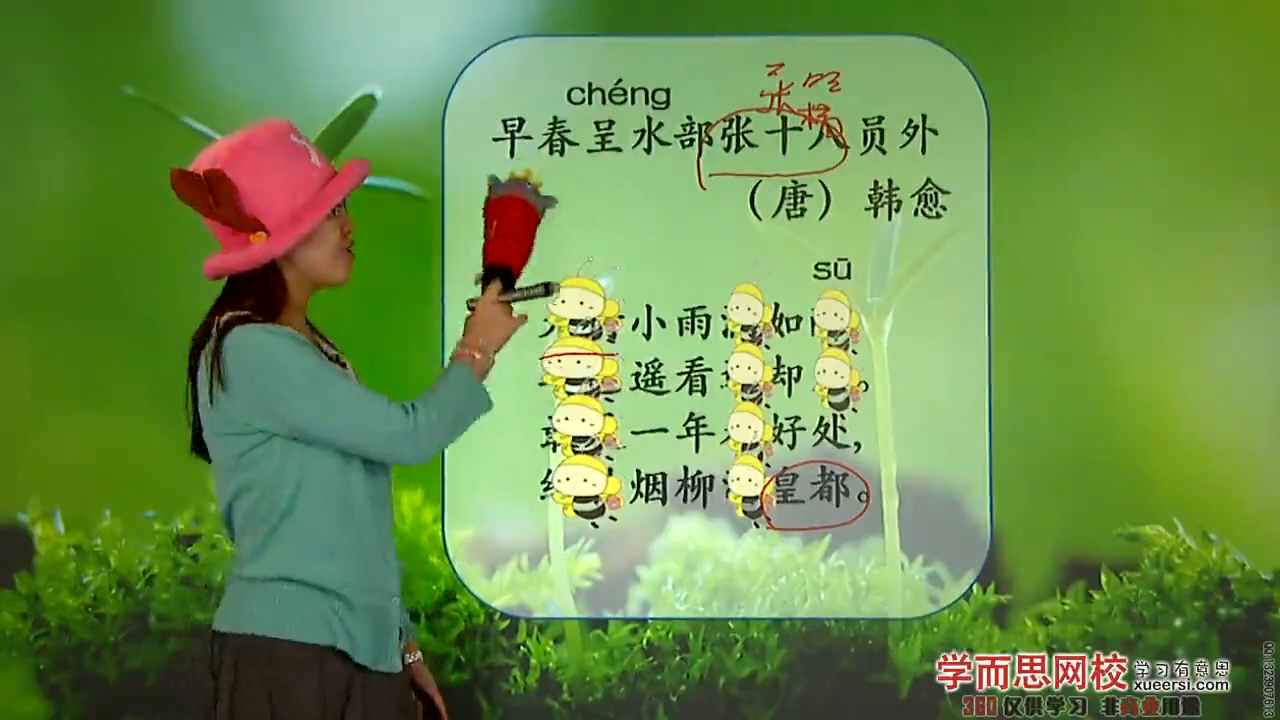 chéng
早春呈水部张十八员外
（唐）韩愈
sū
小雨 如
遥看 却 。
一年 好处，
烟柳 皇都。
学而思网校 学习有意思
xueersi.com
360 仅供学习 非商业用途